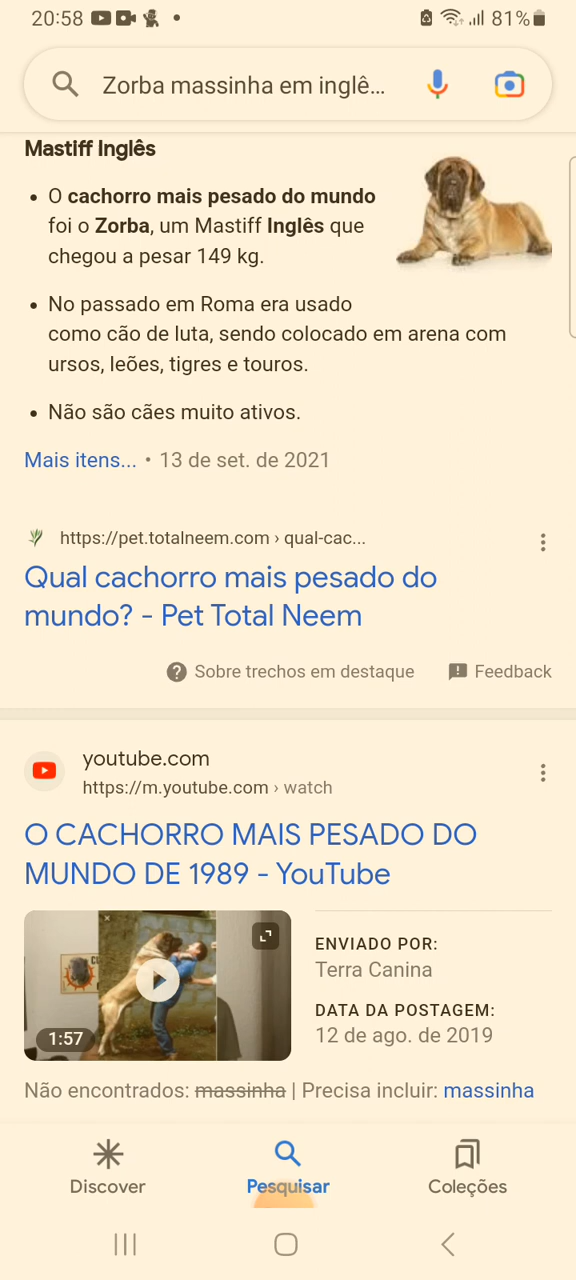 20:58
81%
Zorba massinha em inglê...
Mastiff Inglês
• O cachorro mais pesado do mundo
foi o Zorba, um Mastiff Inglês que
chegou a pesar 149 kg.
• No passado em Roma era usado
como cão de luta, sendo colocado em arena com
ursos, leões, tigres e touros.
• Não são cães muito ativos.
Mais itens... • 13 de set. de 2021
https://pet.totalneem.com › qual-cac...
Qual cachorro mais pesado do
mundo? - Pet Total Neem
Sobre trechos em destaque
Feedback
youtube.com
https://m.youtube.com › watch
O CACHORRO MAIS PESADO DO
MUNDO DE 1989 - YouTube
1:57
ENVIADO POR:
Terra Canina
DATA DA POSTAGEM:
12 de ago. de 2019
Não encontrados: massinha | Precisa incluir: massinha
Discover
Pesquisar
Coleções